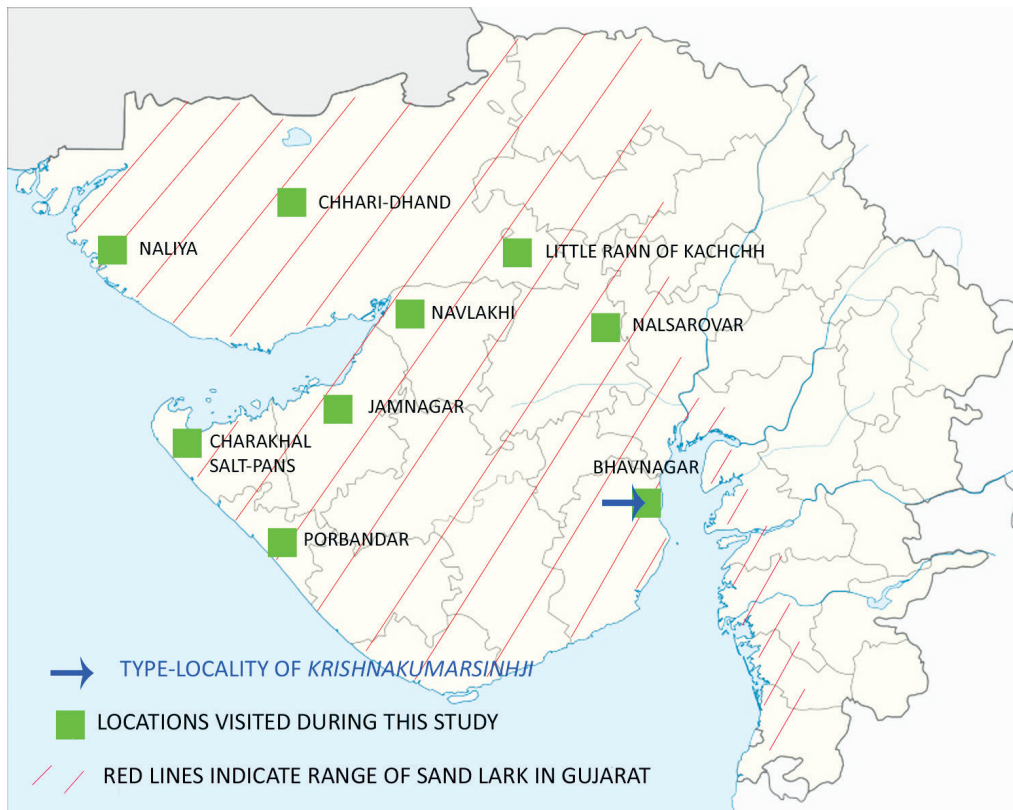 CHHARI-DHAND
NALIYA
LITTLE RANN OF KACHCHH
NAVLAKHI
NALSAROVAR
JAMNAGAR
CHARAKHAL
SALT-PANS
BHAVNAGAR
PORBANDAR
TYPE-LOCALITY OF KRISHNAKUMARSINHJI
LOCATIONS VISITED DURING THIS STUDY
RED LINES INDICATE RANGE OF SAND LARK IN GUJARAT